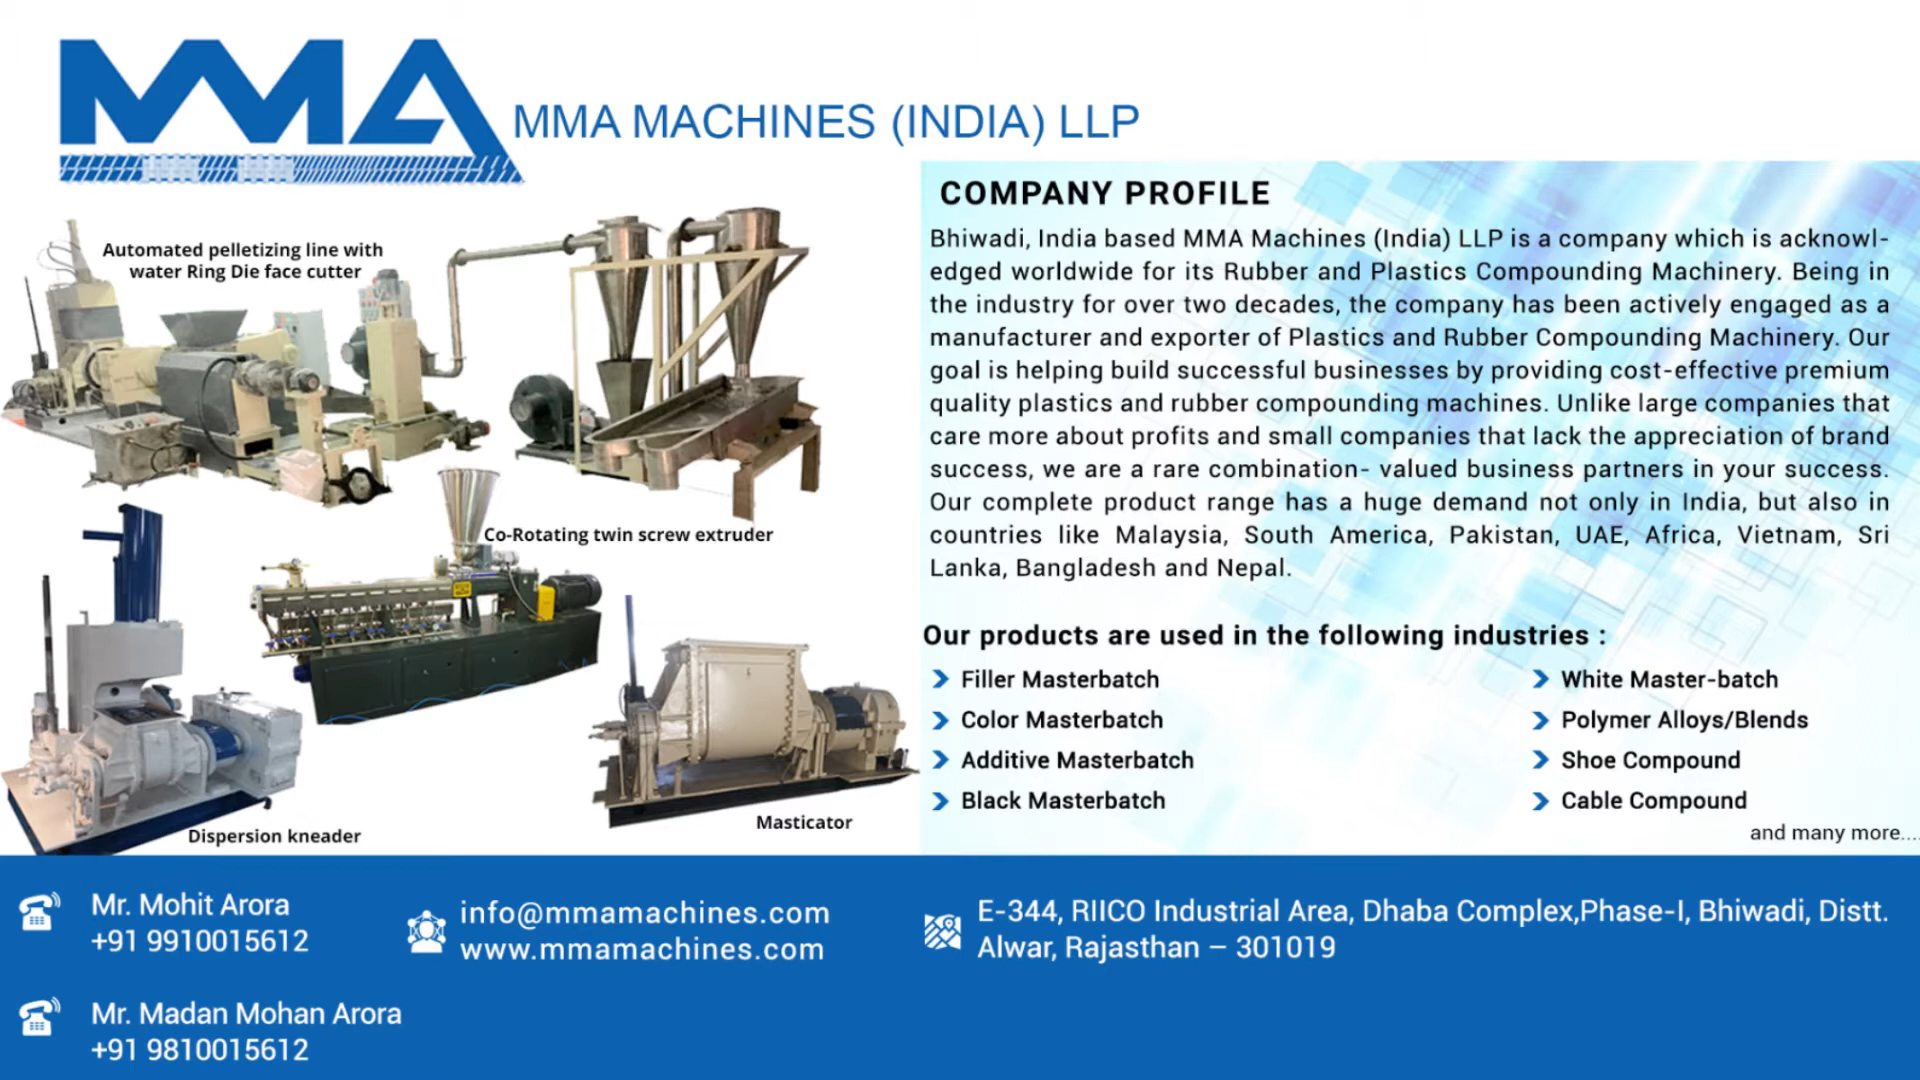 MMA
MMA MACHINES (INDIA) LLP
Automated pelletizing line with
water Ring Die face cutter
Co-Rotating twin screw extruder
Dispersion kneader
Masticator
COMPANY PROFILE
Bhiwadi, India based MMA Machines (India) LLP is a company which is acknowl-
edged worldwide for its Rubber and Plastics Compounding Machinery. Being in
the industry for over two decades, the company has been actively engaged as a
manufacturer and exporter of Plastics and Rubber Compounding Machinery. Our
goal is helping build successful businesses by providing cost-effective premium
quality plastics and rubber compounding machines. Unlike large companies that
care more about profits and small companies that lack the appreciation of brand
success, we are a rare combination- valued business partners in your success.
Our complete product range has a huge demand not only in India, but also in
countries like Malaysia, South America, Pakistan, UAE, Africa, Vietnam, Sri
Lanka, Bangladesh and Nepal.
Our products are used in the following industries :
Filler Masterbatch
Color Masterbatch
Additive Masterbatch
Black Masterbatch
White Master-batch
Polymer Alloys/Blends
Shoe Compound
Cable Compound
and many more....
Mr. Mohit Arora
+91 9910015612
Mr. Madan Mohan Arora
+91 9810015612
info@mmamachines.com
www.mmamachines.com
E-344, RIICO Industrial Area, Dhaba Complex,Phase-I, Bhiwadi, Distt.
Alwar, Rajasthan – 301019